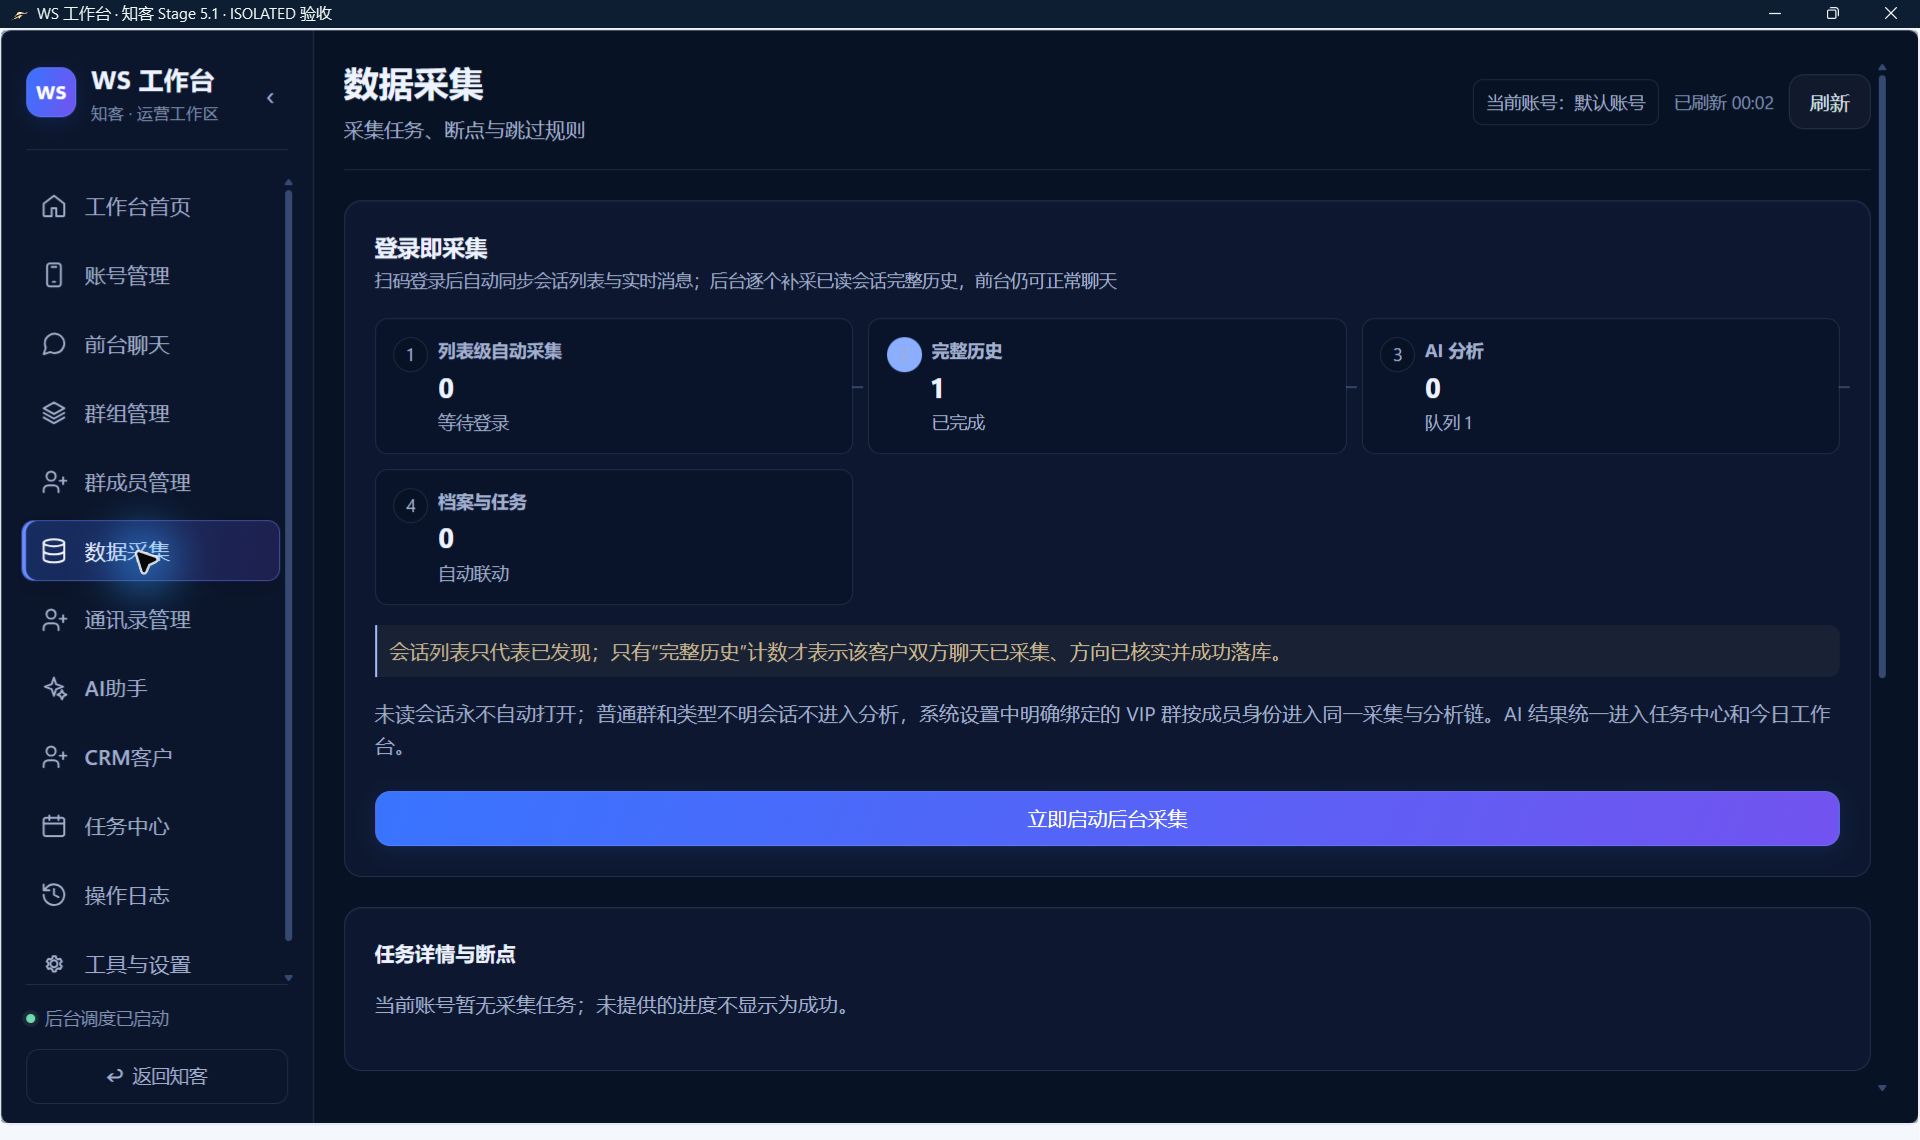 WS 工作台 · 知客 Stage 5.1 · ISOLATED 验收
WS
WS 工作台
知客 · 运营工作区
工作台首页
账号管理
前台聊天
群组管理
群成员管理
数据采集
通讯录管理
AI助手
CRM客户
任务中心
操作日志
工具与设置
后台调度已启动
返回知客
数据采集
采集任务、断点与跳过规则
当前账号：默认账号
已刷新 00:02
刷新
登录即采集
扫码登录后自动同步会话列表与实时消息；后台逐个补采已读会话完整历史，前台仍可正常聊天
1
列表级自动采集
0
等待登录
完整历史
1
已完成
3
AI 分析
0
队列 1
4
档案与任务
0
自动联动
会话列表只代表已发现；只有“完整历史”计数才表示该客户双方聊天已采集、方向已核实并成功落库。
未读会话永不自动打开；普通群和类型不明会话不进入分析，系统设置中明确绑定的 VIP 群按成员身份进入同一采集与分析链。AI 结果统一进入任务中心和今日工作
台。
立即启动后台采集
任务详情与断点
当前账号暂无采集任务；未提供的进度不显示为成功。